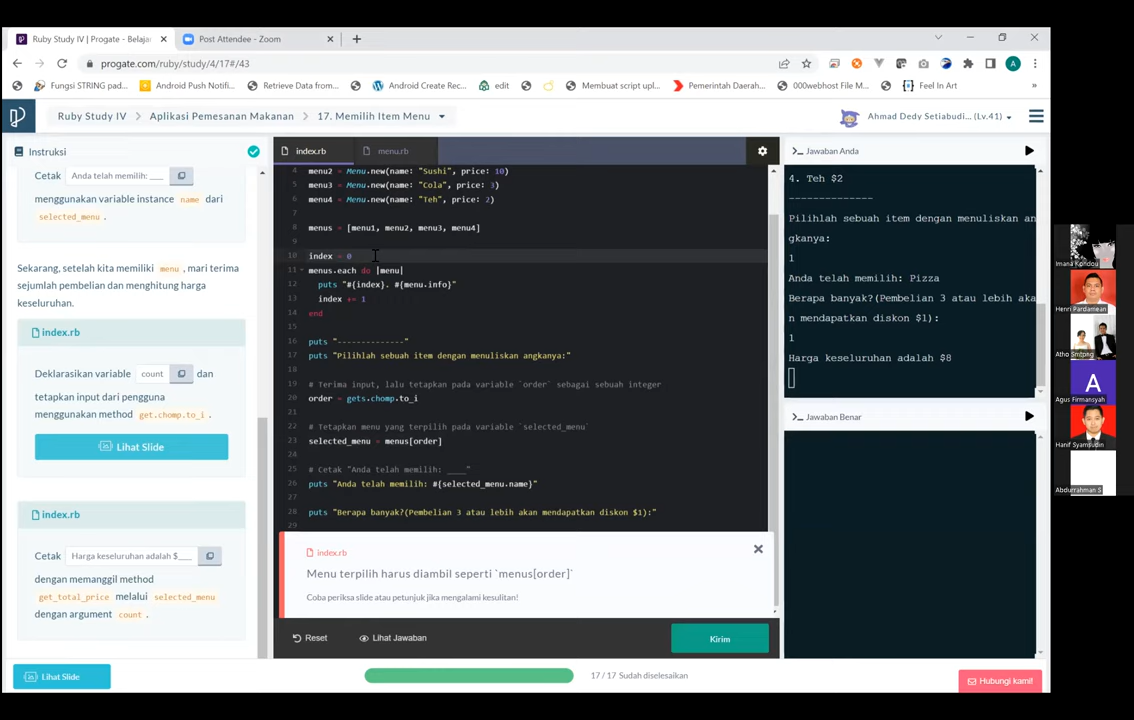 Ruby Study IV - Progate - Belaj
Post Attendee - Zoom
progate.com/ruby/study/4/17#/43
Fungsi STRING pad...
Android Push Notifi...
Retrieve Data from...
Android Create Rec...
edit
Membuat script upl...
Pemerintah Daerah...
000webhost File M...
Feel In Art
Ruby Study IV
Aplikasi Pemesanan Makanan
17. Memilih Item Menu
Ahmad Dedy Setiabudi... (Lv.41)
Instruksi
Cetak Anda telah memilih: ___
menggunakan variable instance name dari
selected_menu .
Sekarang, setelah kita memiliki menu , mari terima
sejumlah pembelian dan menghitung harga
keseluruhan.
index.rb
Deklarasikan variable count dan
tetapkan input dari pengguna
menggunakan method get.chomp.to_i .
Lihat Slide
index.rb
Cetak Harga keseluruhan adalah $___
dengan memanggil method
get_total_price melalui selected_menu
dengan argument count .
Lihat Slide
index.rb
menu.rb
4 menu2 = Menu.new(name: "Sushi", price: 10)
5 menu3 = Menu.new(name: "Cola", price: 3)
6 menu4 = Menu.new(name: "Teh", price: 2)
7
8 menus = [menu1, menu2, menu3, menu4]
9
10 index = 0
11 menus.each do |menu|
12 puts "#{index}. #{menu.info}"
13 index += 1
14 end
15
16 puts "--------------"
17 puts "Pilihlah sebuah item dengan menuliskan angkanya:"
18
19 # Terima input, lalu tetapkan pada variable `order` sebagai sebuah integer
20 order = gets.chomp.to_i
21
22 # Tetapkan menu yang terpilih pada variable `selected_menu`
23 selected_menu = menus[order]
24
25 # Cetak "Anda telah memilih: ____"
26 puts "Anda telah memilih: #{selected_menu.name}"
27
28 puts "Berapa banyak?(Pembelian 3 atau lebih akan mendapatkan diskon $1):"
29
index.rb
Menu terpilih harus diambil seperti `menus[order]`
Coba periksa slide atau petunjuk jika mengalami kesulitan!
Reset
Lihat Jawaban
Kirim
17 / 17 Sudah diselesaikan
Jawaban Anda
4. Teh $2
--------------
Pilihlah sebuah item dengan menuliskan an
gkanya:
1
Anda telah memilih: Pizza
Berapa banyak?(Pembelian 3 atau lebih aka
n mendapatkan diskon $1):
1
Harga keseluruhan adalah $8
Jawaban Benar
Hubungi kami!
Imana Kondou
Henri Pardamean
Atho Smtpng
A
Agus Firmansyah
Hanif Syamsudin
Abdurrahman S